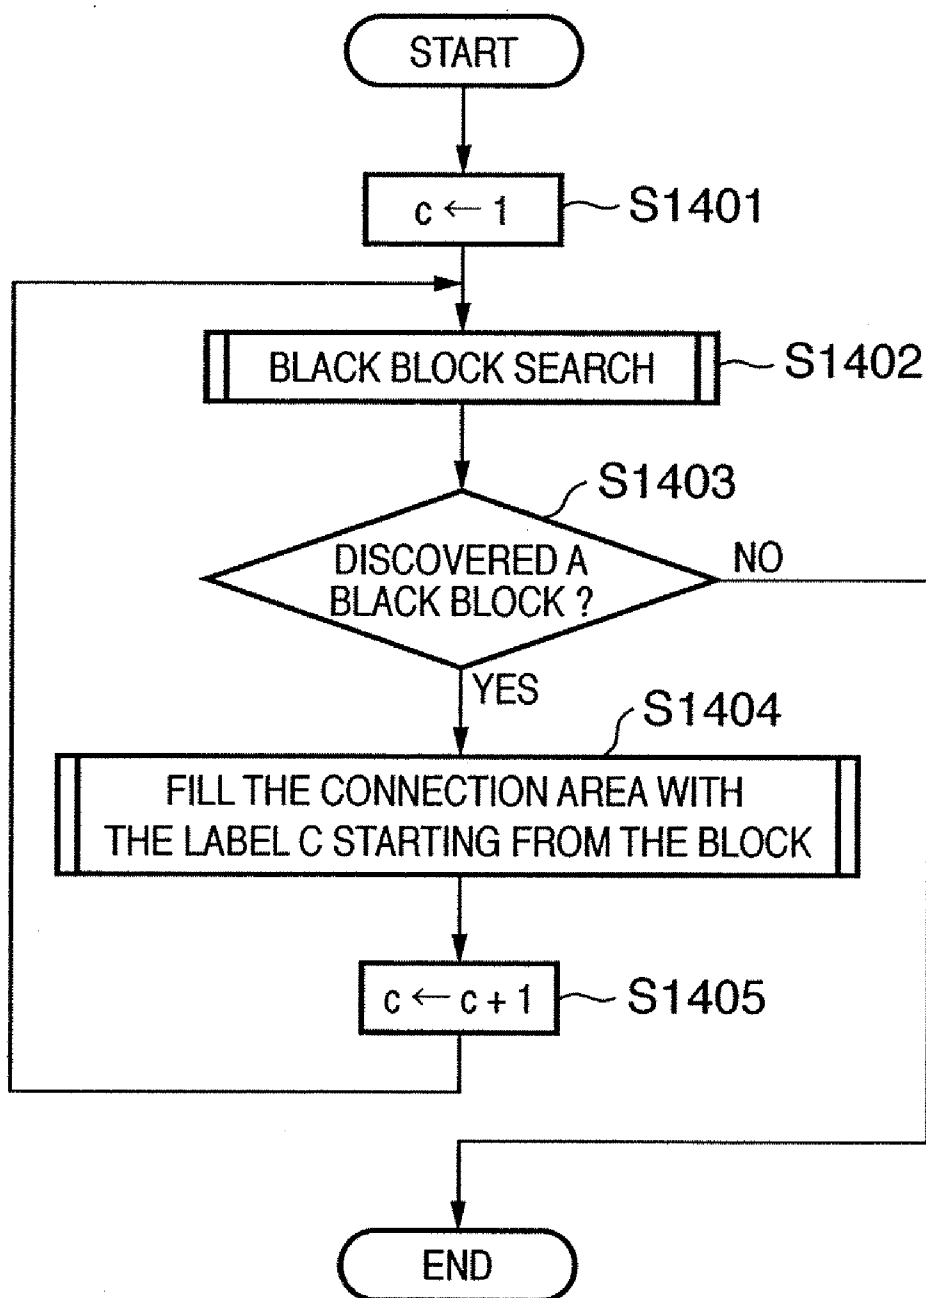 START
c ← 1
S1401
BLACK BLOCK SEARCH
S1402
S1403
DISCOVERED A
BLACK BLOCK ?
NO
YES
S1404
FILL THE CONNECTION AREA WITH
THE LABEL C STARTING FROM THE BLOCK
c ← c + 1
S1405
END